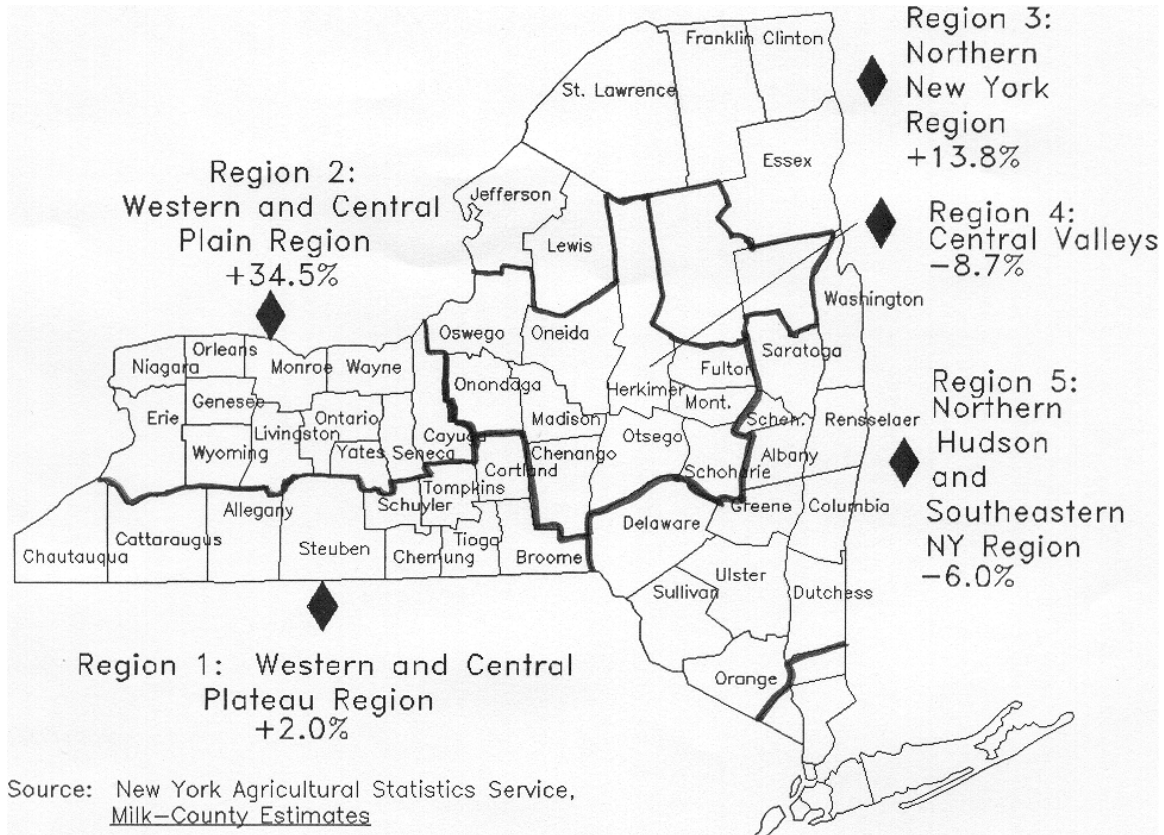 Region 3:
Northern
New York
Region
+13.8%
Franklin
Clinton
St. Lawrence
Essex
Jefferson
Lewis
Region 2:
Western and Central
Plain Region
+34.5%
Region 4:
Central Valleys
-8.7%
Washington
Oswego
Oneida
Saratoga
Niagara
Orleans
Monroe
Wayne
Fulton
Genesee
Onondaga
Herkimer
Mont.
Region 5:
Northern
Hudson
and
Southeastern
NY Region
-6.0%
Erie
Ontario
Madison
Schen.
Rensselaer
Livingston
Cayuga
Otsego
Wyoming
Yates
Seneca
Chenango
Albany
Cortland
Schoharie
Tompkins
Allegany
Schuyler
Greene
Columbia
Delaware
Cattaraugus
Steuben
Tioga
Chautauqua
Chemung
Broome
Ulster
Sullivan
Dutchess
Orange
Region 1: Western and Central
Plateau Region
+2.0%
Source: New York Agricultural Statistics Service,
Milk-County Estimates